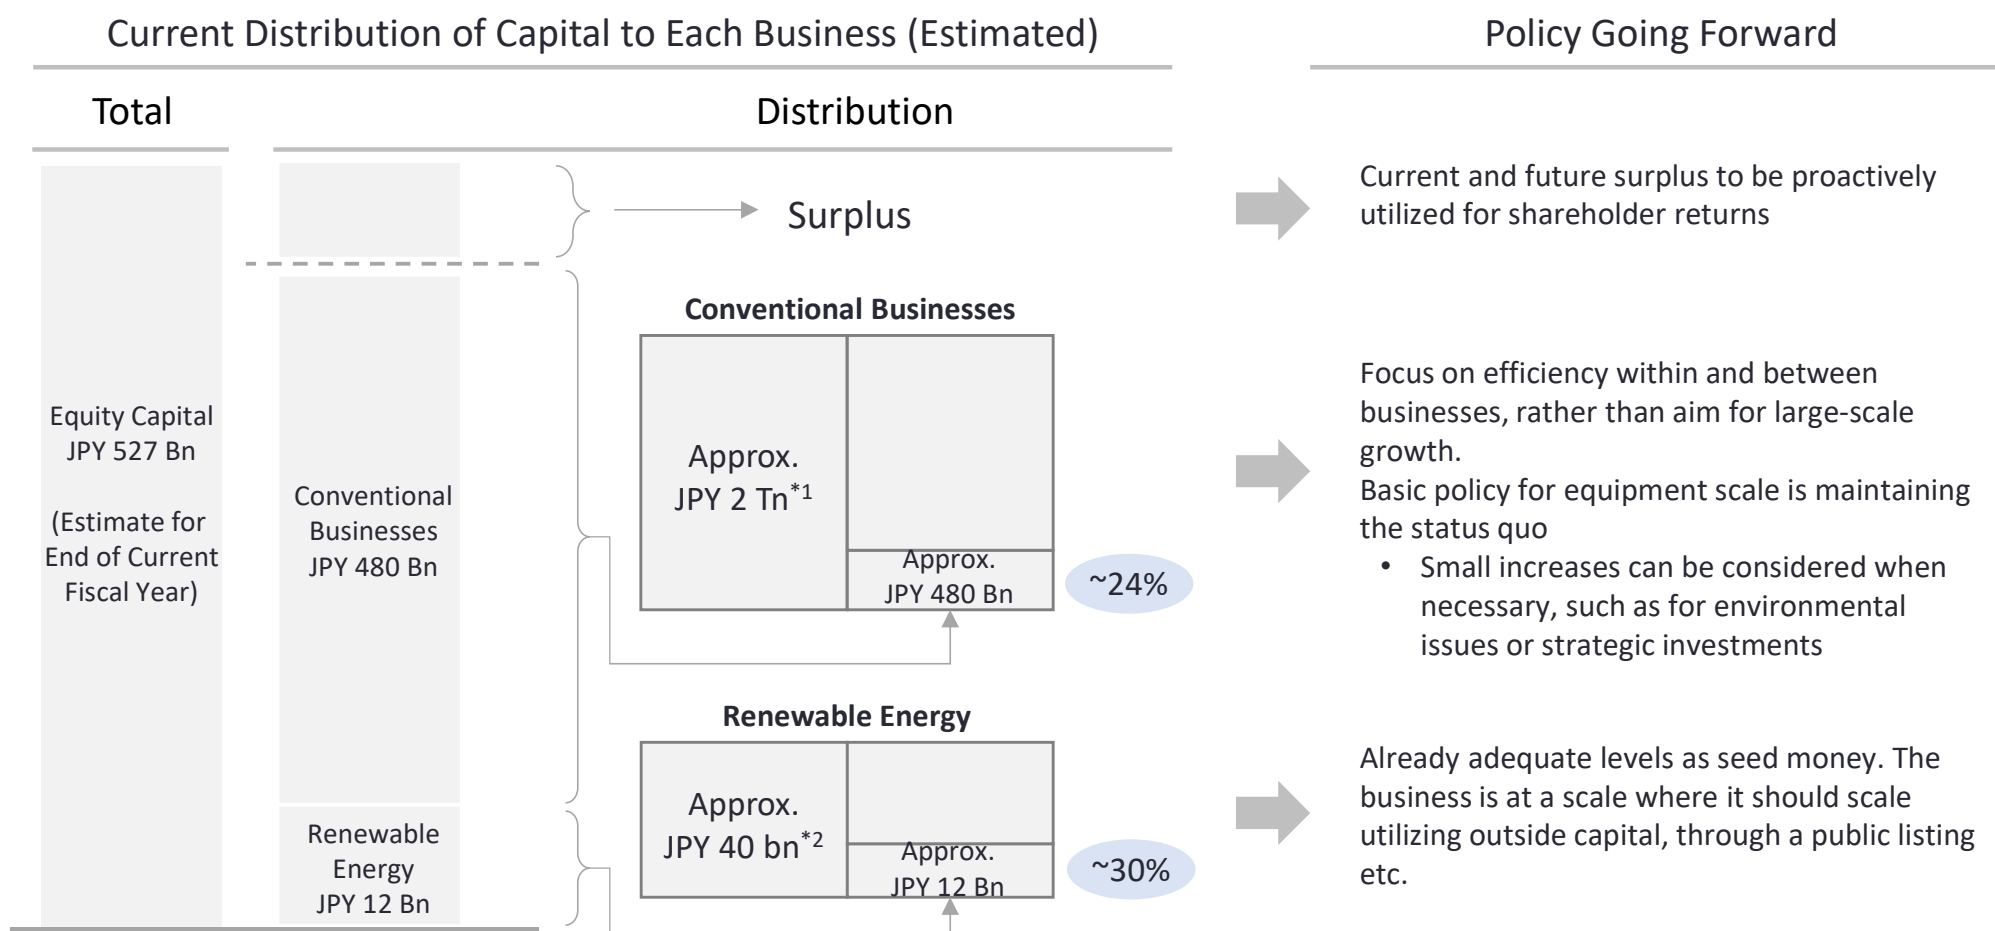 Current Distribution of Capital to Each Business (Estimated)
Policy Going Forward
Total
Distribution
Equity Capital
JPY 527 Bn
(Estimate for
End of Current
Fiscal Year)
Conventional
Businesses
JPY 480 Bn
Renewable
Energy
JPY 12 Bn
Surplus
Current and future surplus to be proactively
utilized for shareholder returns
Conventional Businesses
Approx.
JPY 2 Tn*1
Approx.
JPY 480 Bn
~24%
Focus on efficiency within and between
businesses, rather than aim for large-scale
growth.
Basic policy for equipment scale is maintaining
the status quo
• Small increases can be considered when
necessary, such as for environmental
issues or strategic investments
Renewable Energy
Approx.
JPY 40 bn*2
Approx.
JPY 12 Bn
~30%
Already adequate levels as seed money. The
business is at a scale where it should scale
utilizing outside capital, through a public listing
etc.